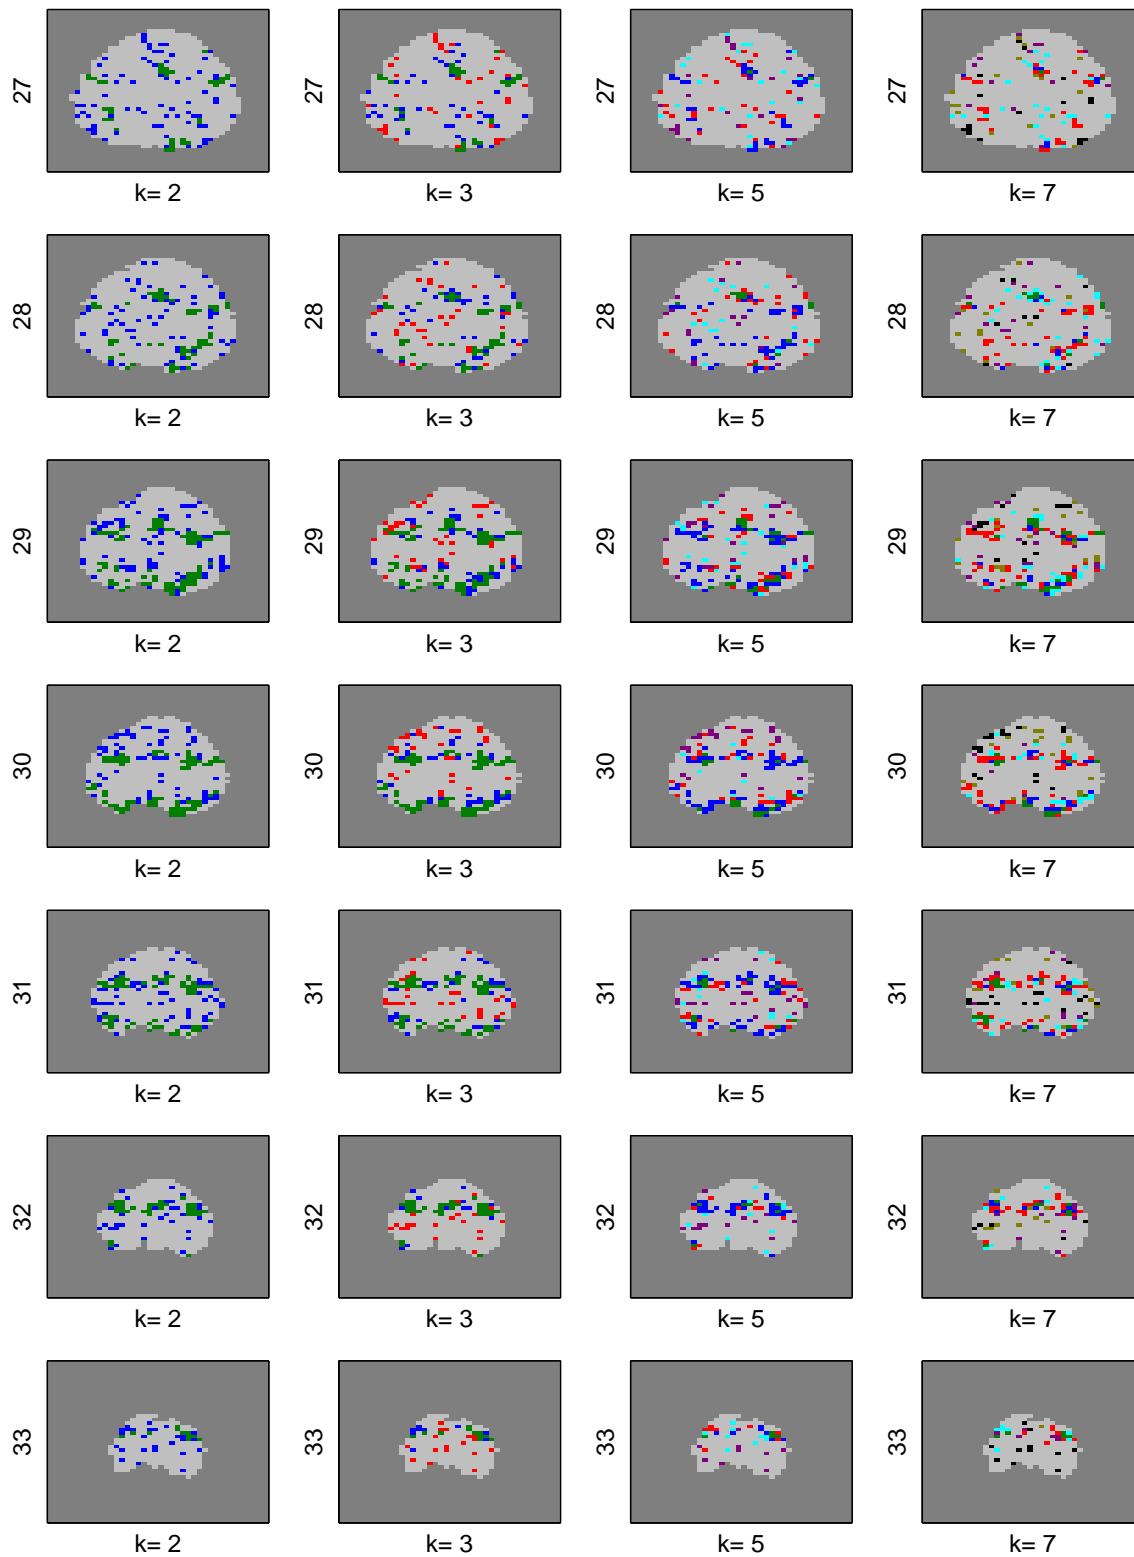 27 27 27 27
k= 2 k= 3 k= 5 k= 7
28 28 28 28
k= 2 k= 3 k= 5 k= 7
29 29 29 29
k= 2 k= 3 k= 5 k= 7
30 30 30 30
k= 2 k= 3 k= 5 k= 7
31 31 31 31
k= 2 k= 3 k= 5 k= 7
32 32 32 32
k= 2 k= 3 k= 5 k= 7
33 33 33 33
k= 2 k= 3 k= 5 k= 7